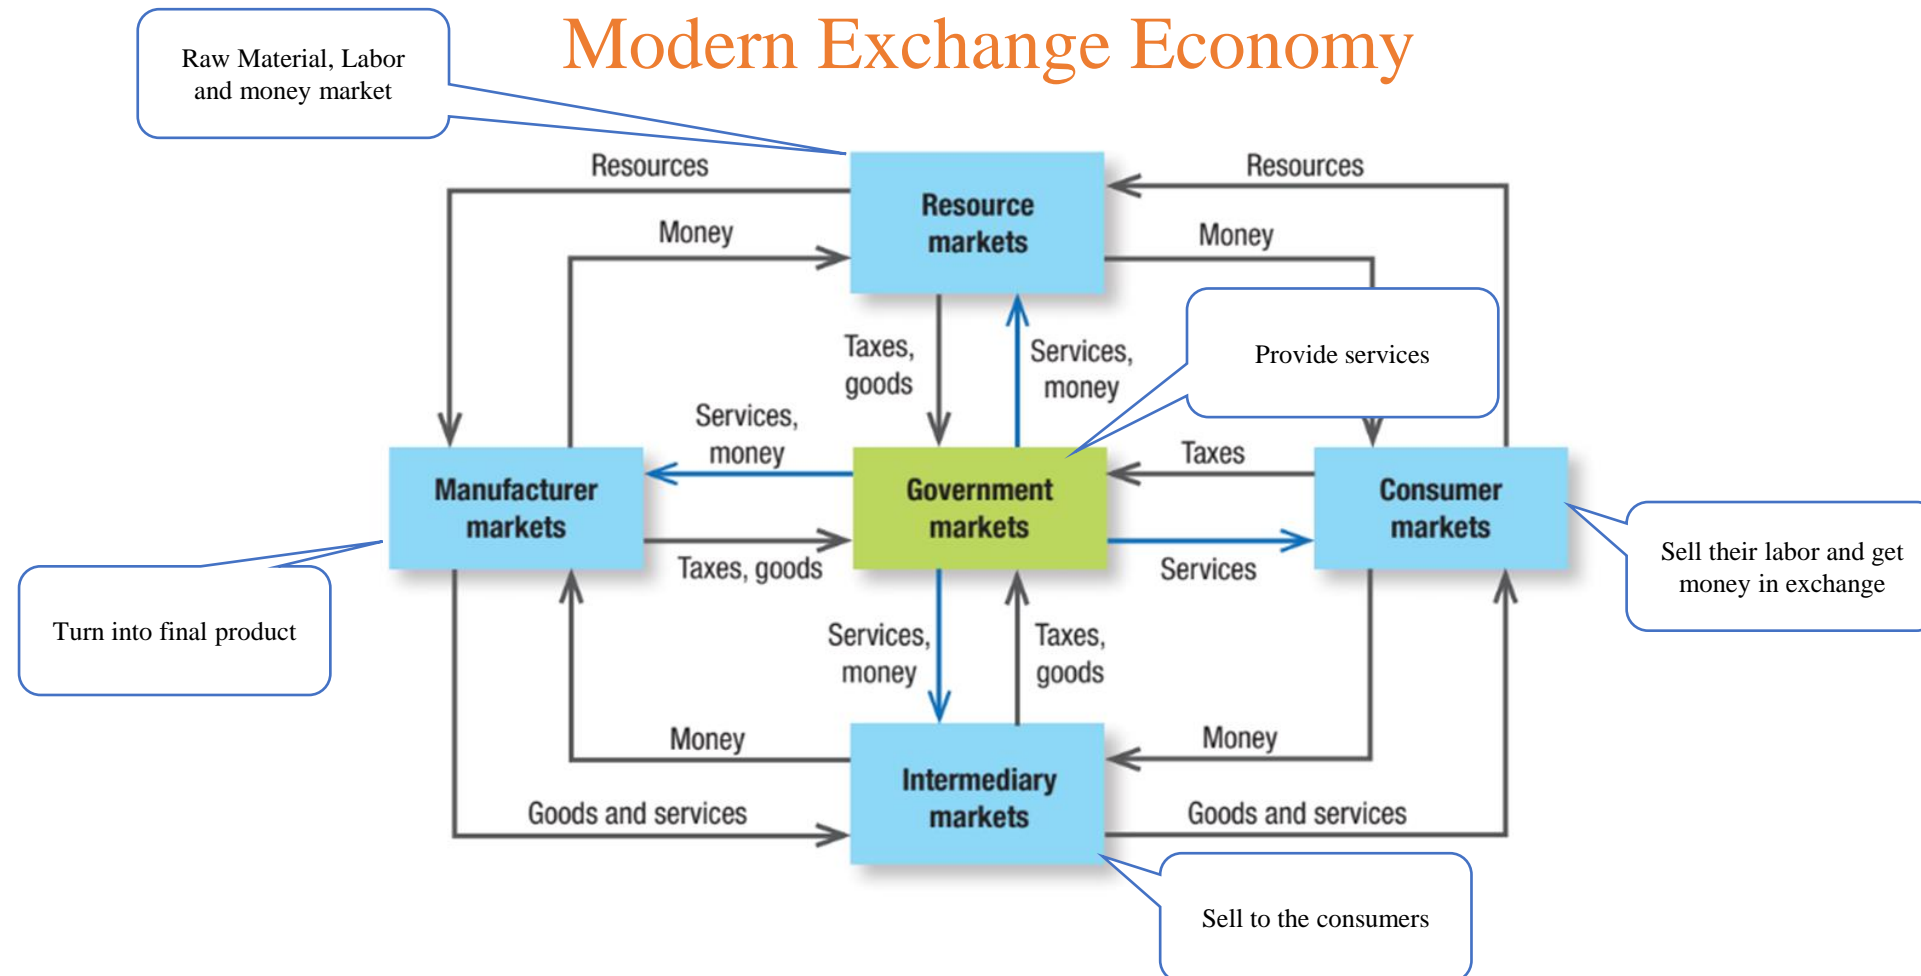 Modern Exchange Economy
Raw Material, Labor
and money market
Resources
Resources
Resource
markets
Money
Money
Taxes,
goods
Services,
money
Provide services
Services,
money
Taxes
Manufacturer
markets
Government
markets
Consumer
markets
Taxes, goods
Services
Sell their labor and get
money in exchange
Turn into final product
Services,
money
Taxes,
goods
Money
Money
Intermediary
markets
Goods and services
Goods and services
Sell to the consumers